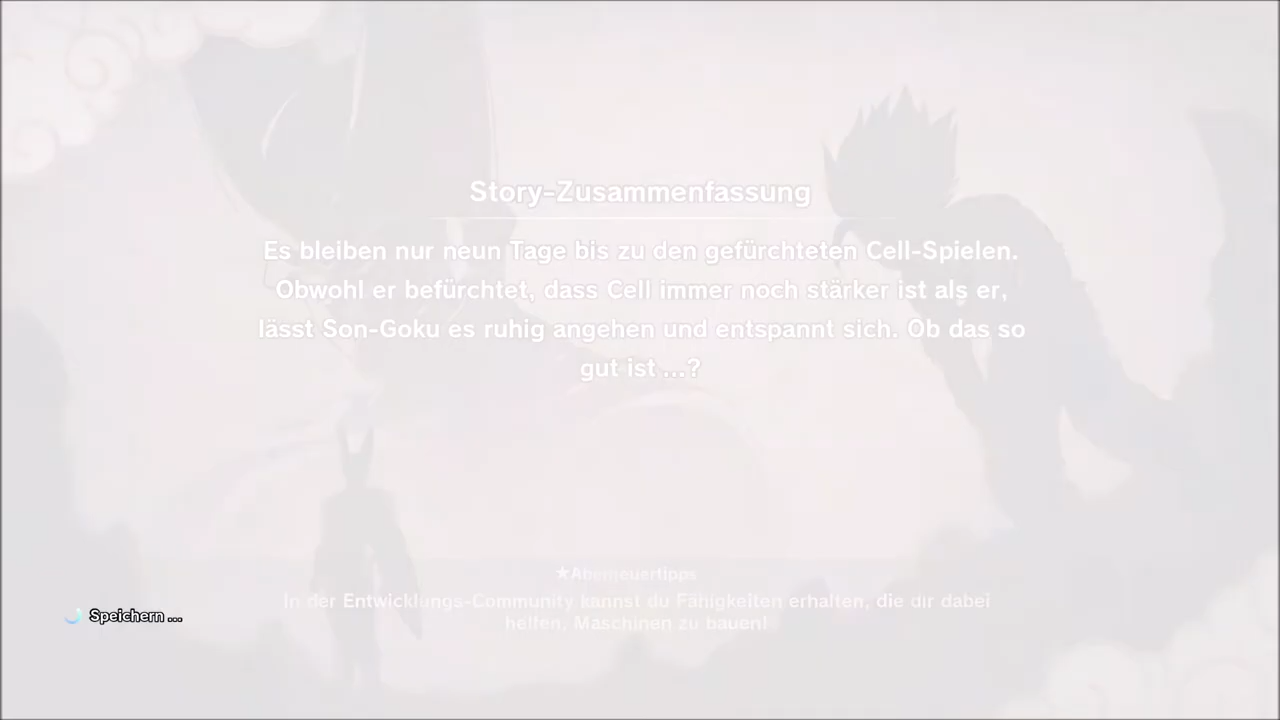 Story-Zusammenfassung
Es bleiben nur neun Tage bis zu den gefürchteten Cell-Spielen.
Obwohl er befürchtet, dass Cell immer noch stärker ist als er,
lässt Son-Goku es ruhig angehen und entspannt sich. Ob das so
gut ist ...?
★Abenteuertipps
In der Entwicklungs-Community kannst du Fähigkeiten erhalten, die dir dabei
helfen, Maschinen zu bauen!
Speichern ...